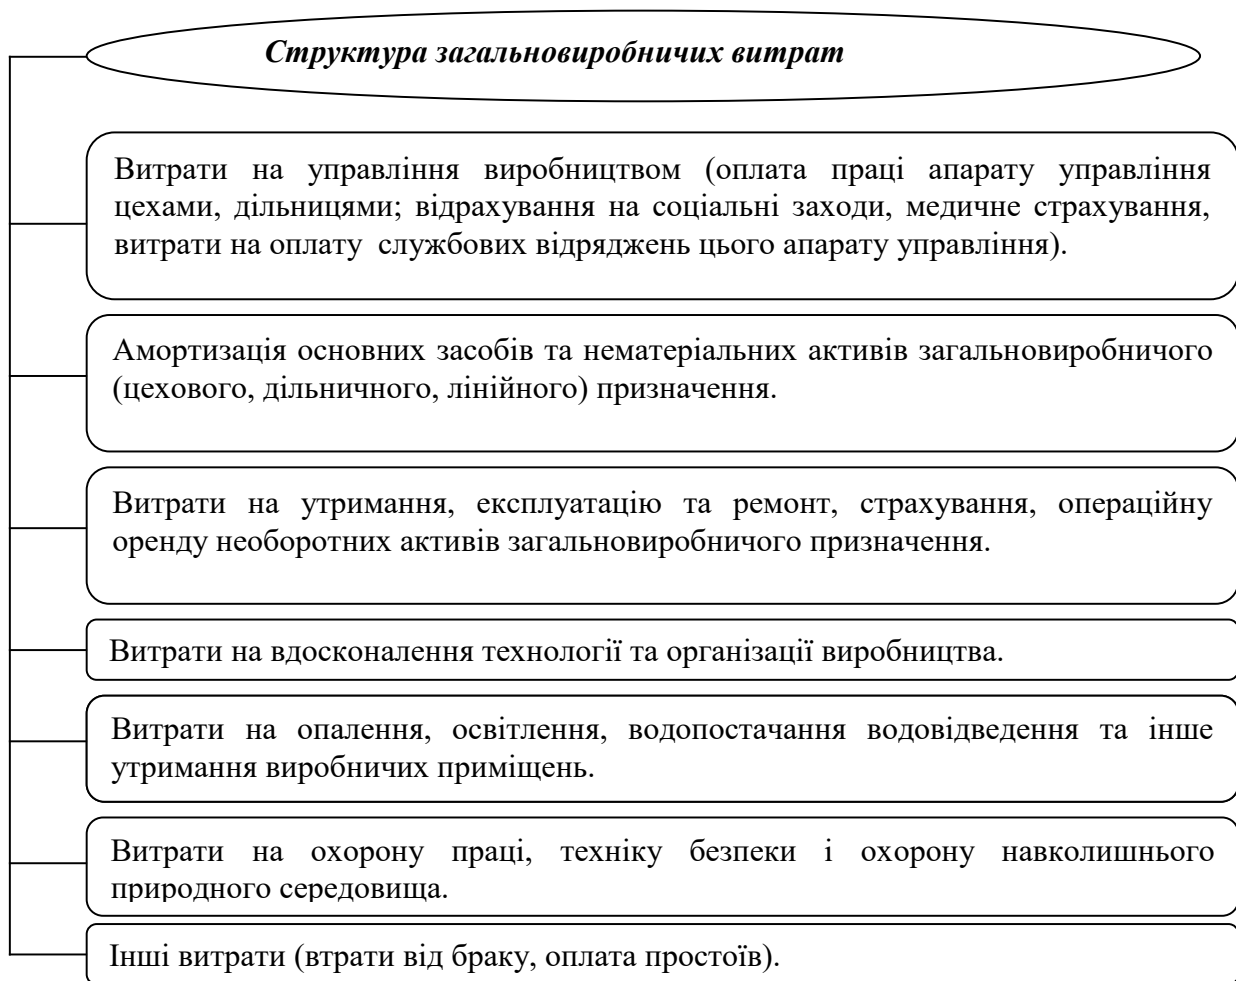 Структура загальновиробничих витрат
Витрати на управління виробництвом (оплата праці апарату управління
цехами, дільницями; відрахування на соціальні заходи, медичне страхування,
витрати на оплату службових відряджень цього апарату управління).
Амортизація основних засобів та нематеріальних активів загальновиробничого
(цехового, дільничного, лінійного) призначення.
Витрати на утримання, експлуатацію та ремонт, страхування, операційну
оренду необоротних активів загальновиробничого призначення.
Витрати на вдосконалення технології та організації виробництва.
Витрати на опалення, освітлення, водопостачання водовідведення та інше
утримання виробничих приміщень.
Витрати на охорону праці, техніку безпеки і охорону навколишнього
природного середовища.
Інші витрати (втрати від браку, оплата простоїв).